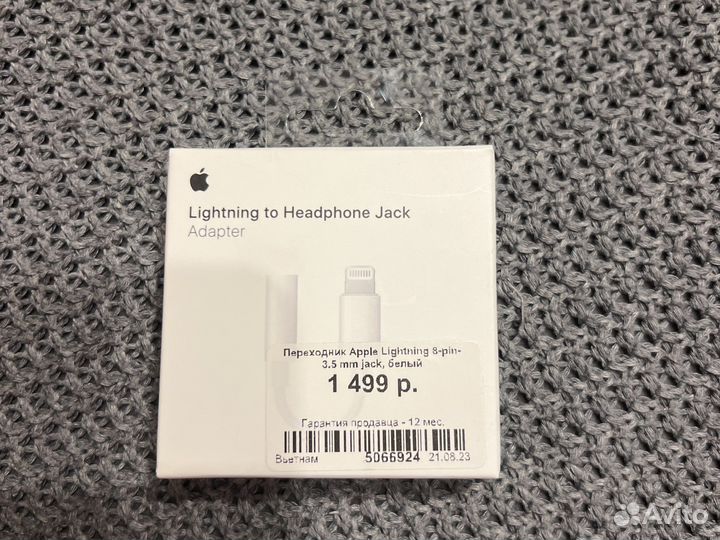 Lightning to Headphone Jack
Adapter
Переходник Apple Lightning 8-pin-
3.5 mm jack, белый
1 499 р.
Гарантия продавца - 12 мес.
Вьетнам 5066924 21.08.23
Avito